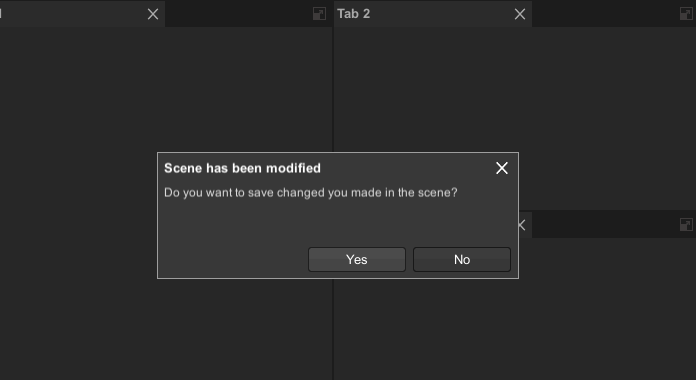 Tab 2
Scene has been modified
Do you want to save changed you made in the scene?
Yes
No